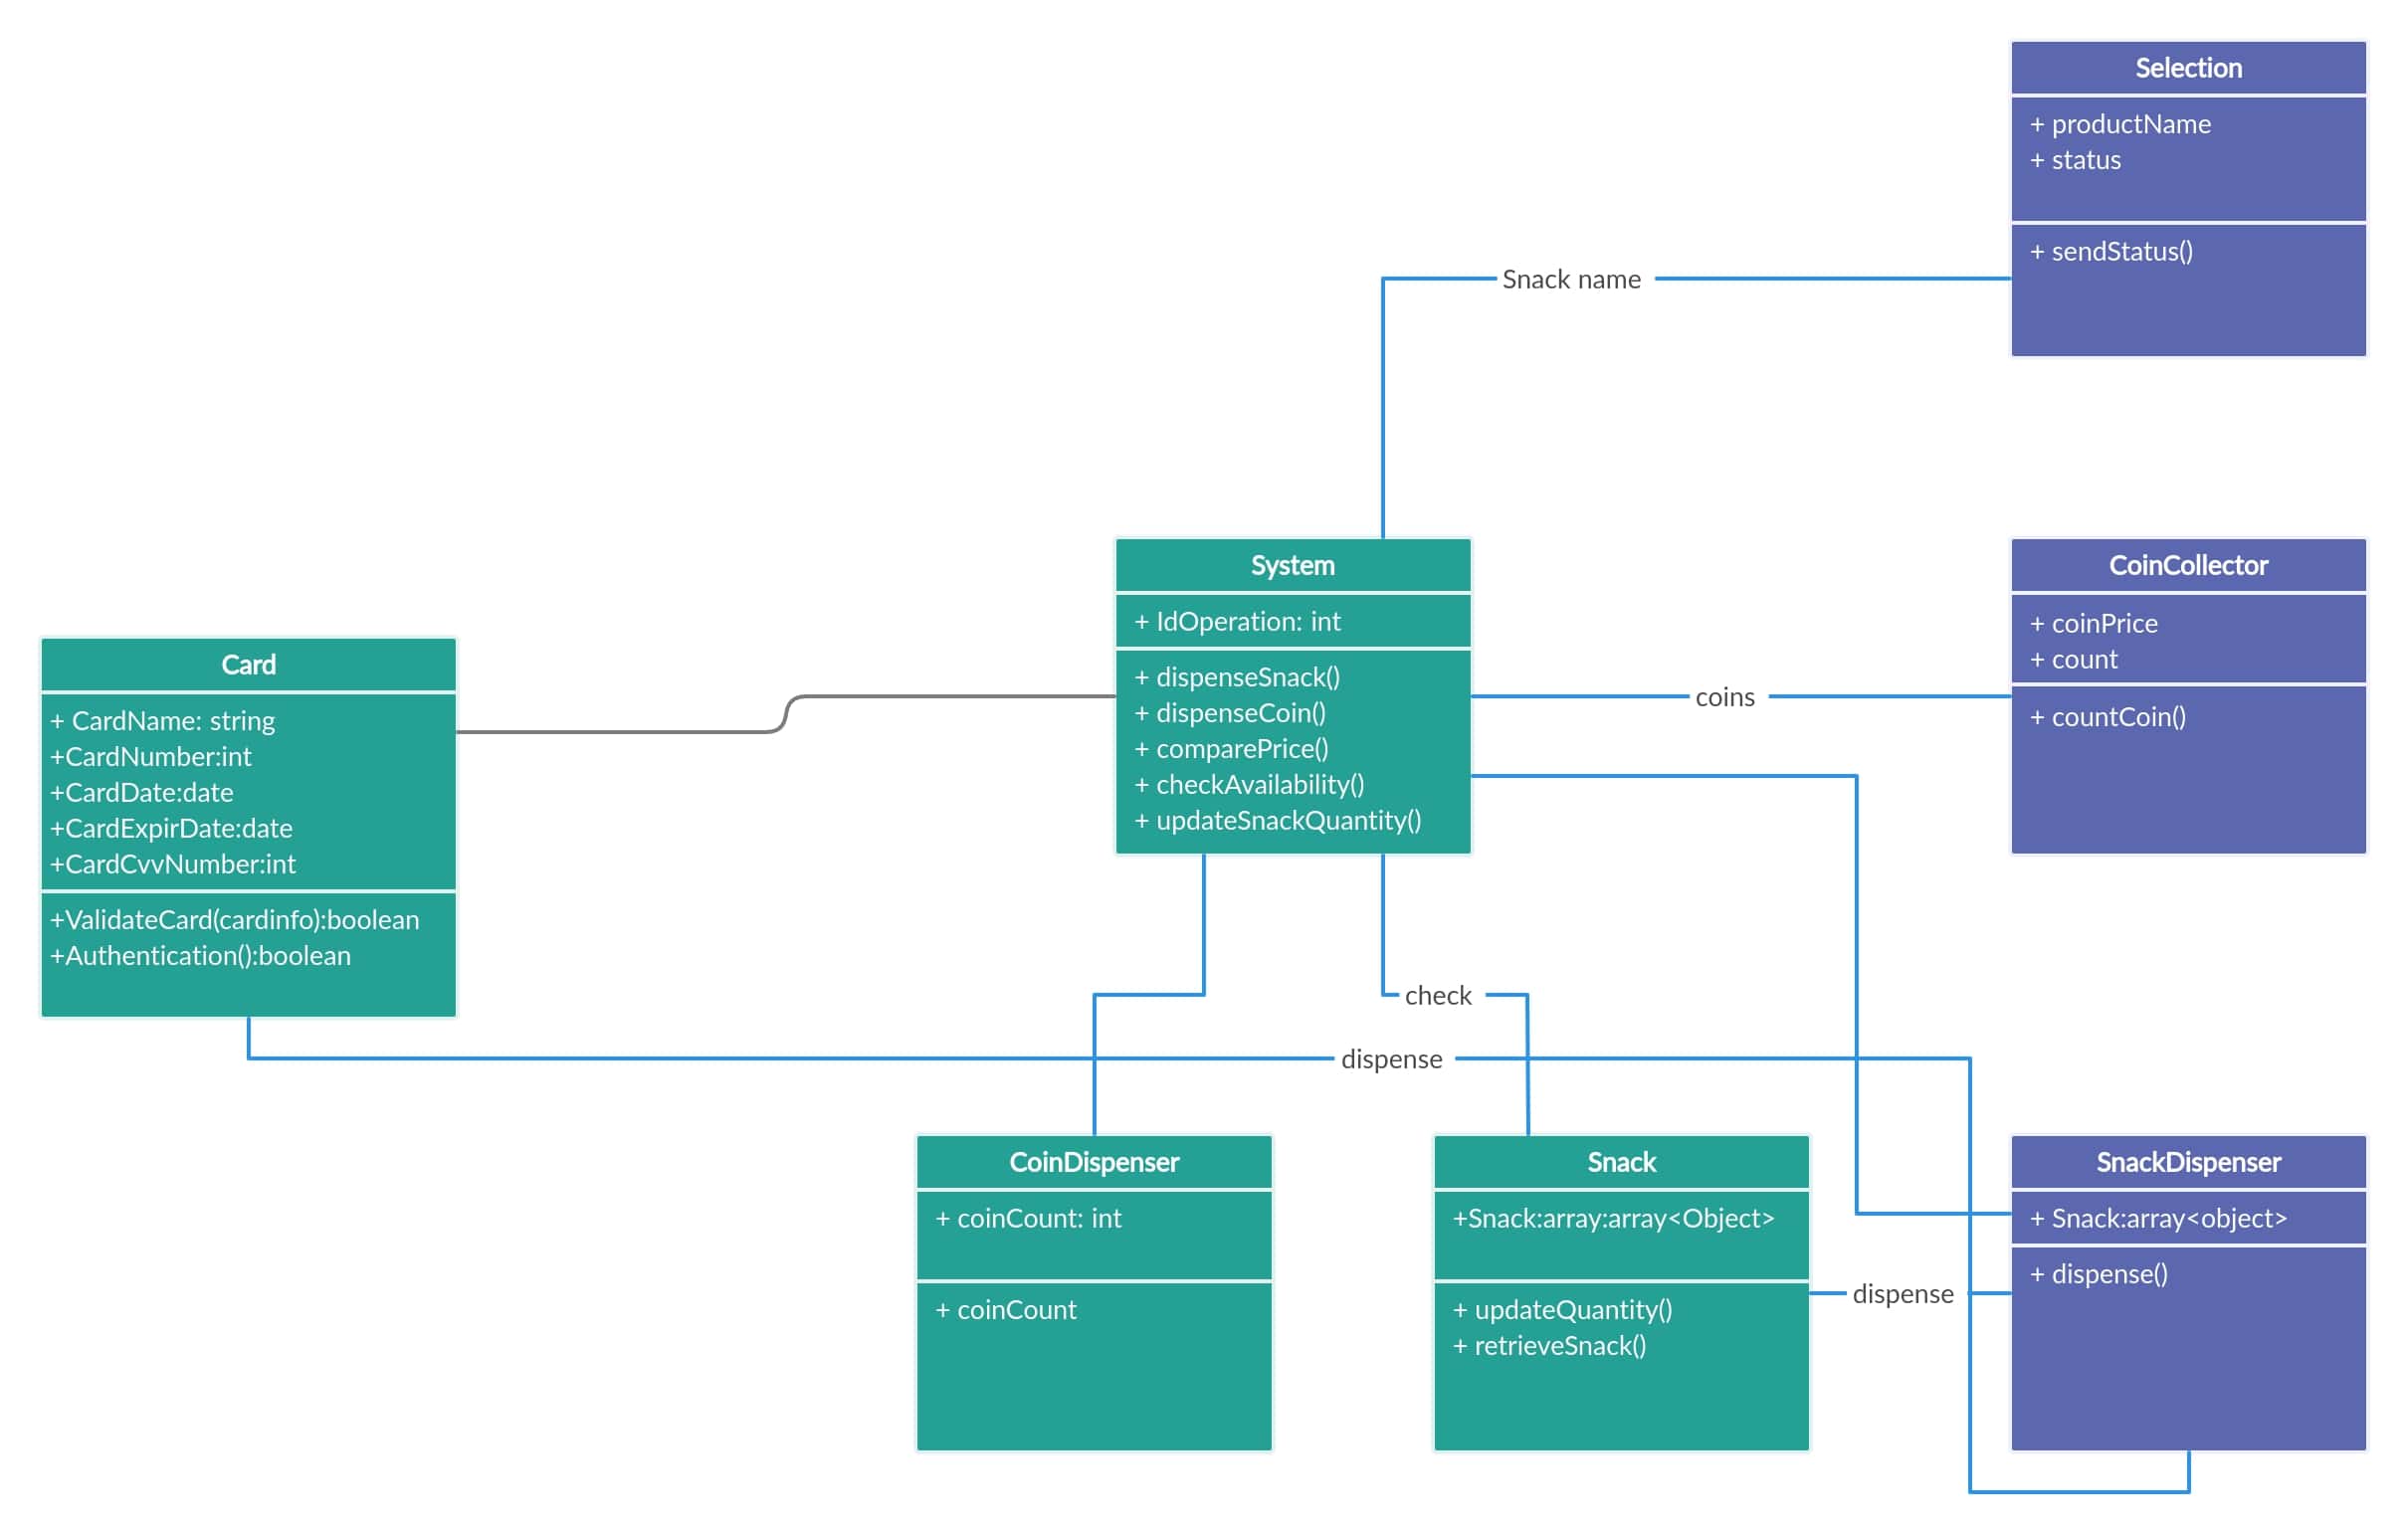 Selection
+ productName
+ status
+ sendStatus()
Snack name
System
+ IdOperation: int
+ dispenseSnack()
+ dispenseCoin()
+ comparePrice()
+ checkAvailability()
+ updateSnackQuantity()
coins
CoinCollector
+ coinPrice
+ count
+ countCoin()
Card
+ CardName: string
+CardNumber:int
+CardDate:date
+CardExpirDate:date
+CardCvvNumber:int
+ValidateCard(cardinfo):boolean
+Authentication():boolean
check
dispense
CoinDispenser
+ coinCount: int
+ coinCount
Snack
+Snack:array:array<Object>
+ updateQuantity()
+ retrieveSnack()
dispense
SnackDispenser
+ Snack:array<object>
+ dispense()